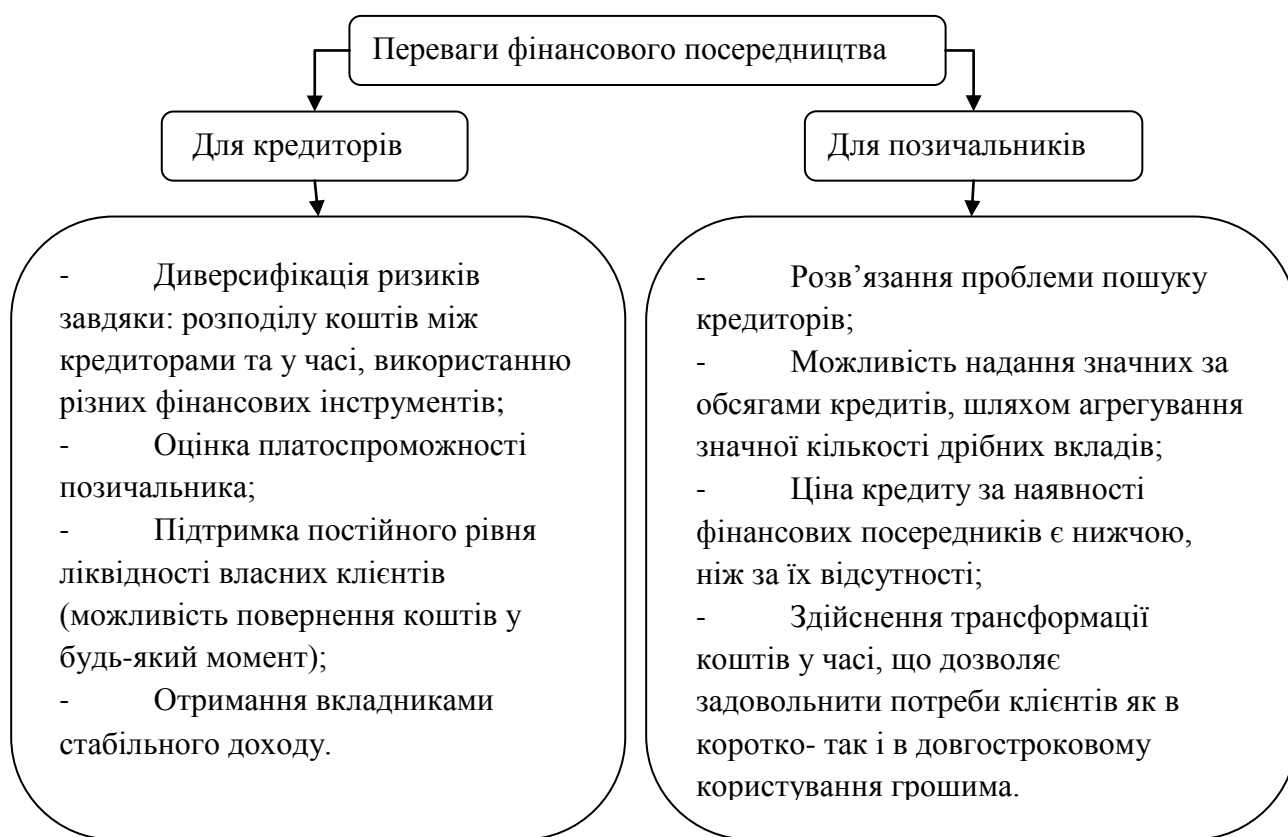 Переваги фінансового посередництва
Для кредиторів
Для позичальників
- Диверсифікація ризиків
завдяки: розподілу коштів між
кредиторами та у часі, використанню
різних фінансових інструментів;
- Оцінка платоспроможності
позичальника;
- Підтримка постійного рівня
ліквідності власних клієнтів
(можливість повернення коштів у
будь-який момент);
- Отримання вкладниками
стабільного доходу.
- Розв’язання проблеми пошуку
кредиторів;
- Можливість надання значних за
обсягами кредитів, шляхом агрегування
значної кількості дрібних вкладів;
- Ціна кредиту за наявності
фінансових посередників є нижчою,
ніж за їх відсутності;
- Здійснення трансформації
коштів у часі, що дозволяє
задовольнити потреби клієнтів як в
коротко- так і в довгостроковому
користування грошима.